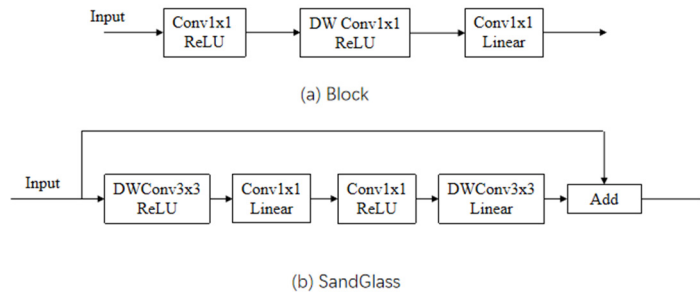 Input
Conv1x1
ReLU
DW Conv1x1
ReLU
Conv1x1
Linear
(a) Block
Input
DWConv3x3
ReLU
Conv1x1
Linear
Conv1x1
ReLU
DWConv3x3
Linear
Add
(b) SandGlass